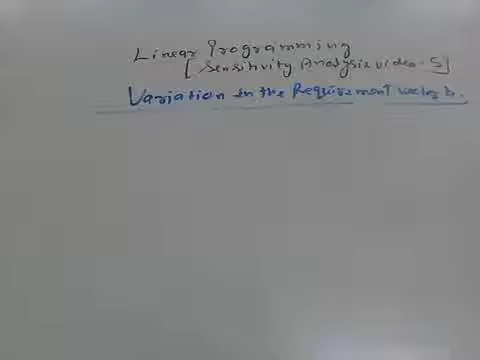 Linear Programming
[Sensitivity Analysis video-5]
Variation in the Requirement vector b.